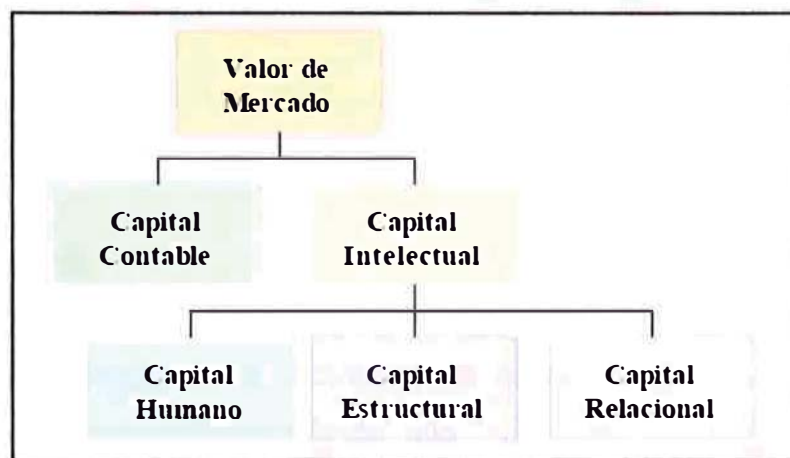 Valor de
Mercado
Capital
Contable
Capital
Intelectual
Capital
Humano
Capital
Estructural
Capital
Relacional